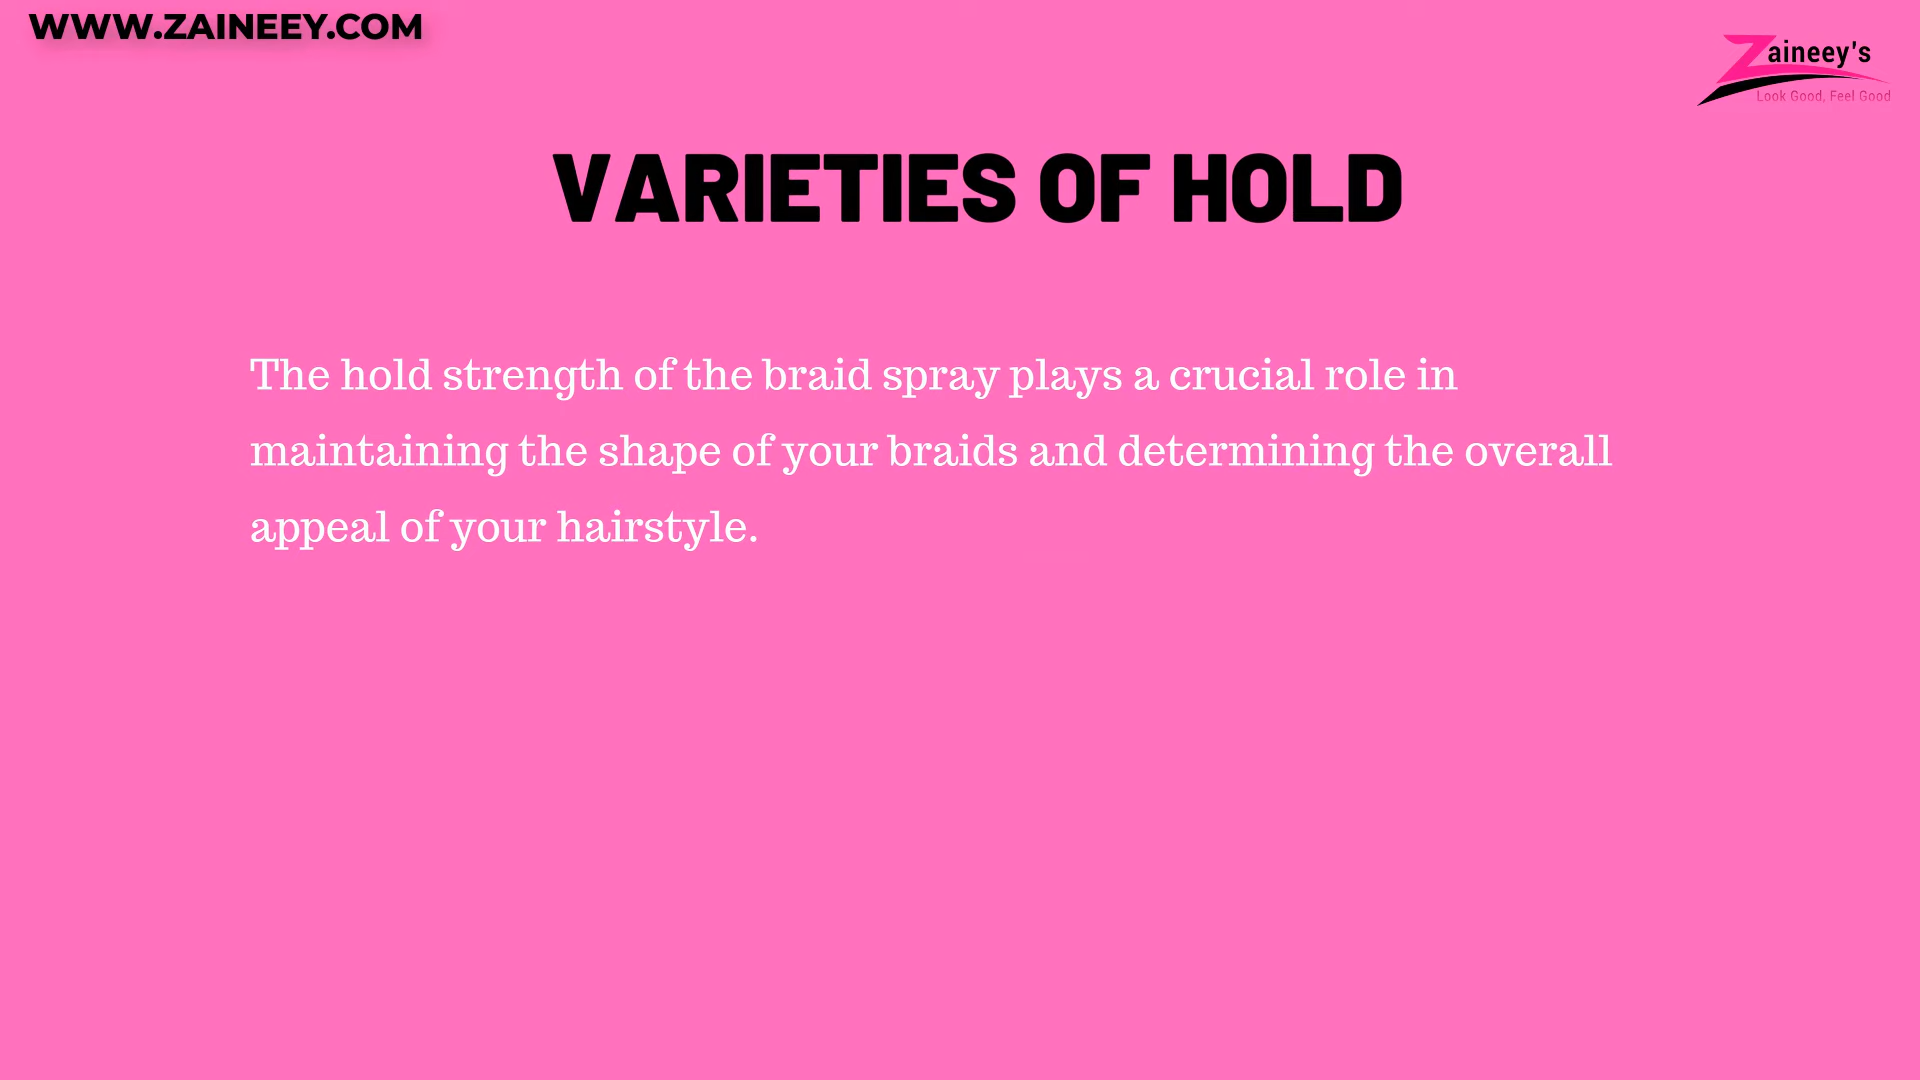 WWW.ZAINEEY.COM
Zaineey's
Look Good, Feel Good
VARIETIES OF HOLD
The hold strength of the braid spray plays a crucial role in
maintaining the shape of your braids and determining the overall
appeal of your hairstyle.